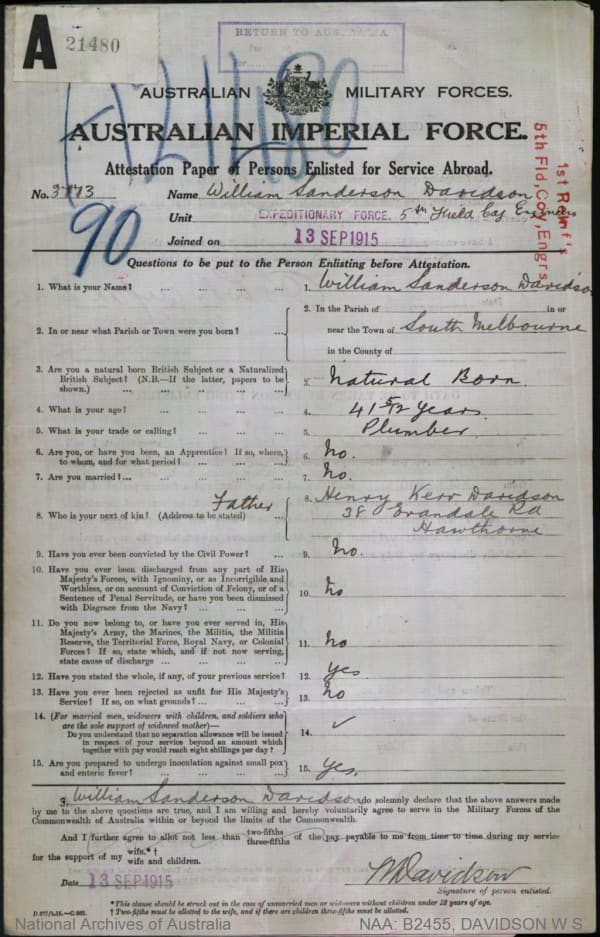 A 21480
RETURN TO AUSTRALIA
90
AUSTRALIAN MILITARY FORCES.
AUSTRALIAN IMPERIAL FORCE.
Attestation Paper of Persons Enlisted for Service Abroad.
No. 3773 Name William Sanderson Davidson
Unit EXPEDITIONARY FORCE. 5th Field Coy Engineers
1st Reinf's
5th Fld. Coy. Engrs
Joined on 13 SEP 1915
Questions to be put to the Person Enlisting before Attestation.
1. What is your Name? ... ... ... 1. William Sanderson Davidson
2. In or near what Parish or Town were you born? ... 2. In the Parish of in or
near the Town of South Melbourne
in the County of
3. Are you a natural born British Subject or a Naturalized
British Subject? (N.B.—If the latter, papers to be
shown.) ... ... ... ... 3. Natural Born.
4. What is your age? ... ... ... 4. 41 5/12 Years.
5. What is your trade or calling? ... ... ... 5. Plumber
6. Are you, or have you been, an Apprentice? If so, where,
to whom, and for what period? ... ... 6. No.
7. Are you married?... ... ... ... 7. No.
8. Who is your next of kin? (Address to be stated) ... Father 8. Henry Kerr Davidson
38 Evandale Rd
Hawthorne
9. Have you ever been convicted by the Civil Power? ... 9. No.
10. Have you ever been discharged from any part of His
Majesty's Forces, with Ignominy, or as Incorrigible and
Worthless, or on account of Conviction of Felony, or of a
Sentence of Penal Servitude, or have you been dismissed
with Disgrace from the Navy? ... ... ... 10. No
11. Do you now belong to, or have you ever served in, His
Majesty's Army, the Marines, the Militia, the Militia
Reserve, the Territorial Force, Royal Navy, or Colonial
Forces? If so, state which, and if not now serving,
state cause of discharge ... ... ... ... 11. No
12. Have you stated the whole, if any, of your previous service? 12. Yes.
13. Have you ever been rejected as unfit for His Majesty's
Service? If so, on what grounds? ... ... 13. No
14. (For married men, widowers with children, and soldiers who
are the sole support of widowed mother)—
Do you understand that no separation allowance will be issued
in respect of your service beyond an amount which
together with pay would reach eight shillings per day? 14. ✓
15. Are you prepared to undergo inoculation against small pox
and enteric fever? ... ... ... ... 15. Yes.
I, William Sanderson Davidson do solemnly declare that the above answers made
by me to the above questions are true, and I am willing and hereby voluntarily agree to serve in the Military Forces of the
Commonwealth of Australia within or beyond the limits of the Commonwealth.
And I further agree to allot not less than two-fifths three-fifths of the pay payable to me from time to time during my service
for the support of my wife.*† wife and children.
Date 13 SEP 1915 W Davidson
Signature of person enlisted.
*This clause should be struck out in the case of unmarried men or widowers without children under 18 years of age.
† Two-fifths must be allotted to the wife, and if there are children three-fifths must be allotted.
National Archives of Australia NAA: B2455, DAVIDSON W S